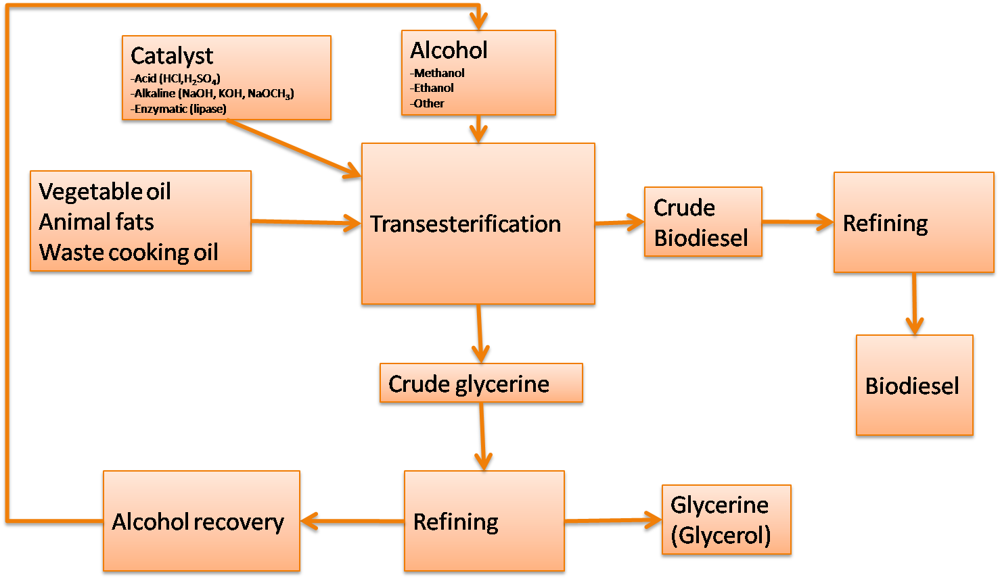 Catalyst
-Acid (HCl,H₂SO₄)
-Alkaline (NaOH, KOH, NaOCH₃)
-Enzymatic (lipase)
Alcohol
-Methanol
-Ethanol
-Other
Vegetable oil
Animal fats
Waste cooking oil
Transesterification
Crude
Biodiesel
Refining
Biodiesel
Crude glycerine
Alcohol recovery
Refining
Glycerine
(Glycerol)